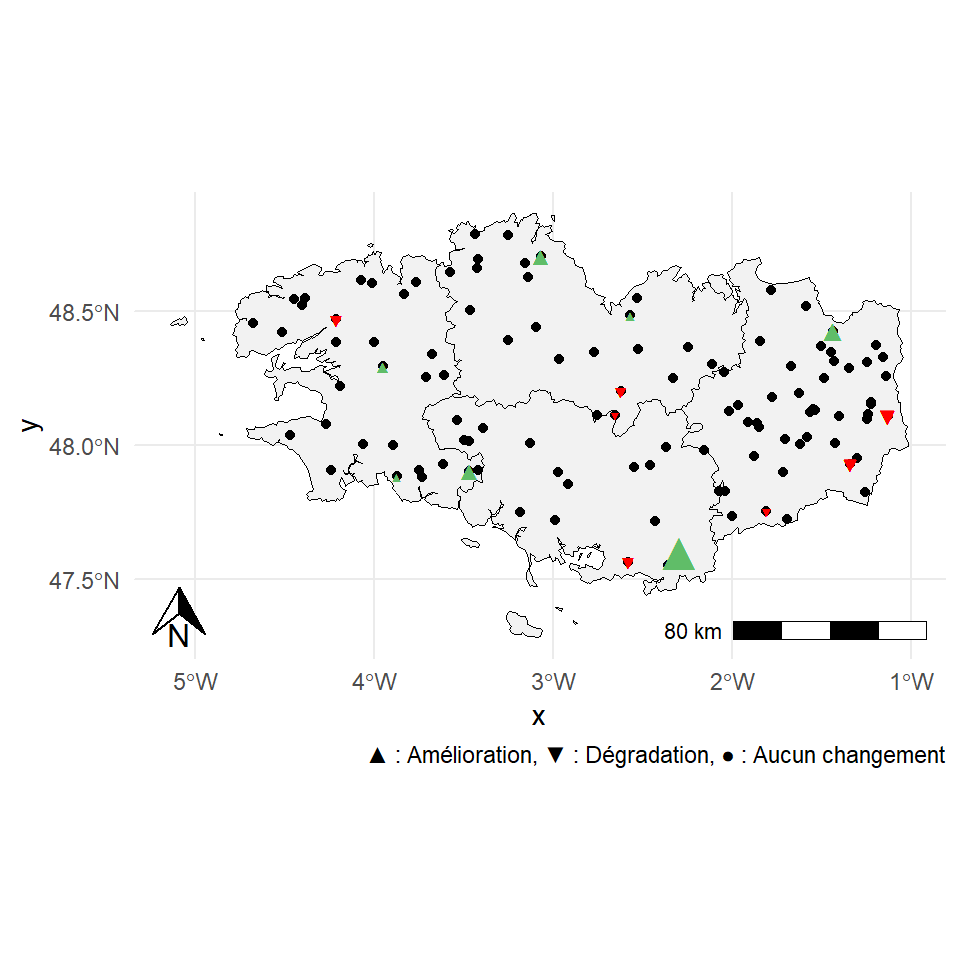 48.5°N
48.0°N
47.5°N
y
N
80 km
5°W 4°W 3°W 2°W 1°W
x
▲ : Amélioration, ▼ : Dégradation, ● : Aucun changement